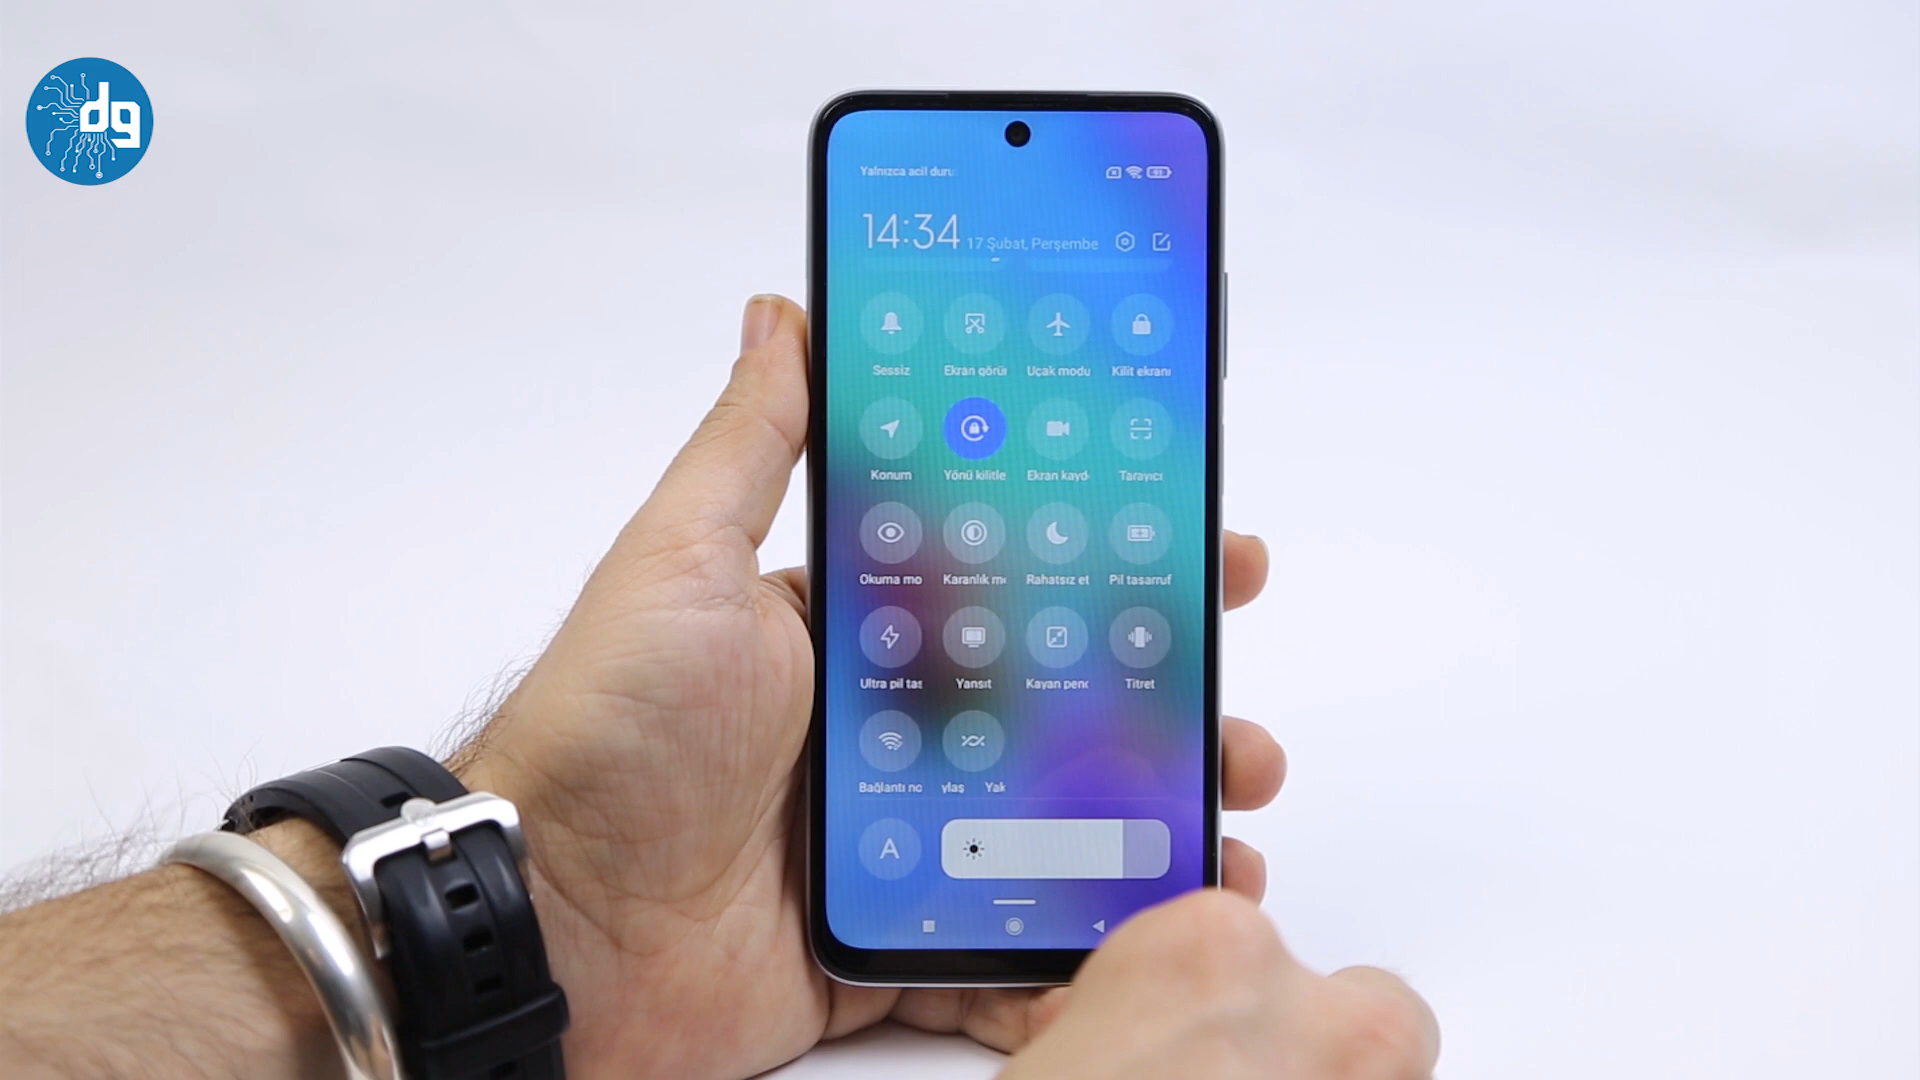 dg
Yalnızca acil duru
91
14:34 17 Şubat, Perşembe
Sessiz Ekran görün Uçak modu Kilit ekranı
Konum Yönü kilitle Ekran kayd Tarayıcı
Okuma mo Karanlık m Rahatsız et Pil tasarruf
Ultra pil tas Yansıt Kayan penc Titret
Bağlantı no ylaş Yak
A